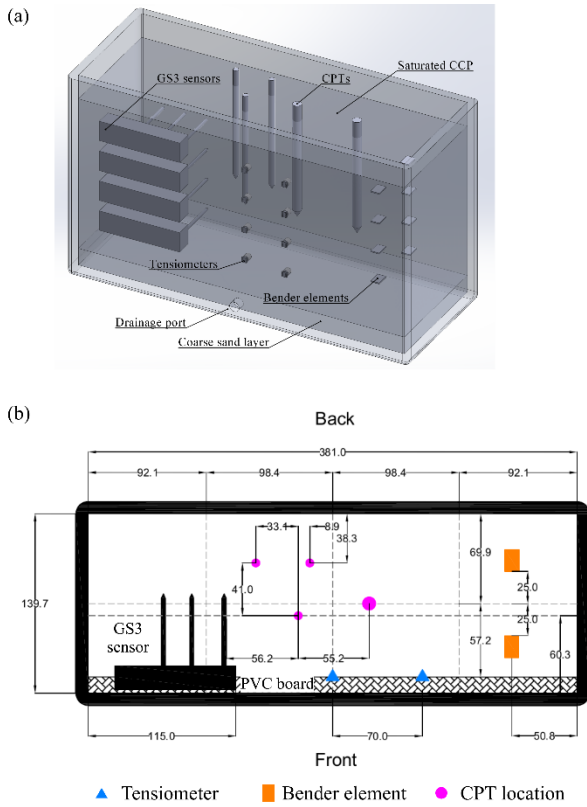 (a)
Saturated CCP
CPTs
GS3 sensors
Tensiometers
Bender elements
Drainage port
Coarse sand layer
(b)
Back
381.0
92.1 98.4 98.4 92.1
33.1 8.9
38.3
69.9
139.7
41.0
25.0
25.0
GS3
sensor
56.2 55.2
57.2
60.3
PVC board
115.0 70.0 50.8
Front
Tensiometer Bender element CPT location